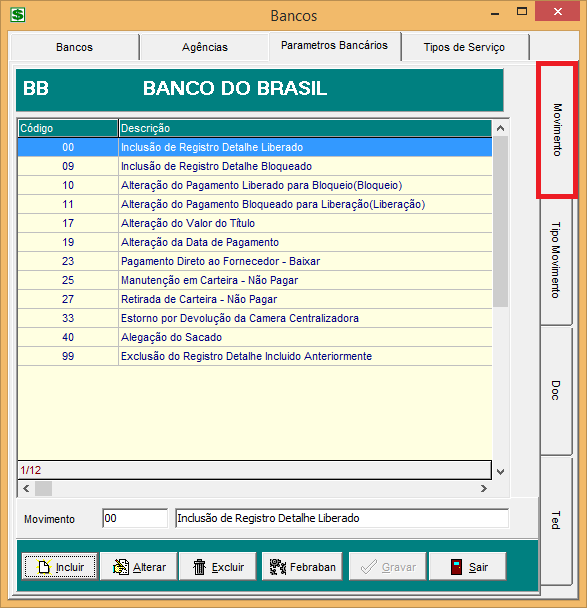 Bancos
Bancos Agências Parametros Bancários Tipos de Serviço
BB BANCO DO BRASIL
Código Descrição
00 Inclusão de Registro Detalhe Liberado
09 Inclusão de Registro Detalhe Bloqueado
10 Alteração do Pagamento Liberado para Bloqueio(Bloqueio)
11 Alteração do Pagamento Bloqueado para Liberação(Liberação)
17 Alteração do Valor do Título
19 Alteração da Data de Pagamento
23 Pagamento Direto ao Fornecedor - Baixar
25 Manutenção em Carteira - Não Pagar
27 Retirada de Carteira - Não Pagar
33 Estorno por Devolução da Camera Centralizadora
40 Alegação do Sacado
99 Exclusão do Registro Detalhe Incluido Anteriormente
1/12
Movimento 00 Inclusão de Registro Detalhe Liberado
Incluir Alterar Excluir Febraban Gravar Sair
Movimento
Tipo Movimento
Doc
Ted